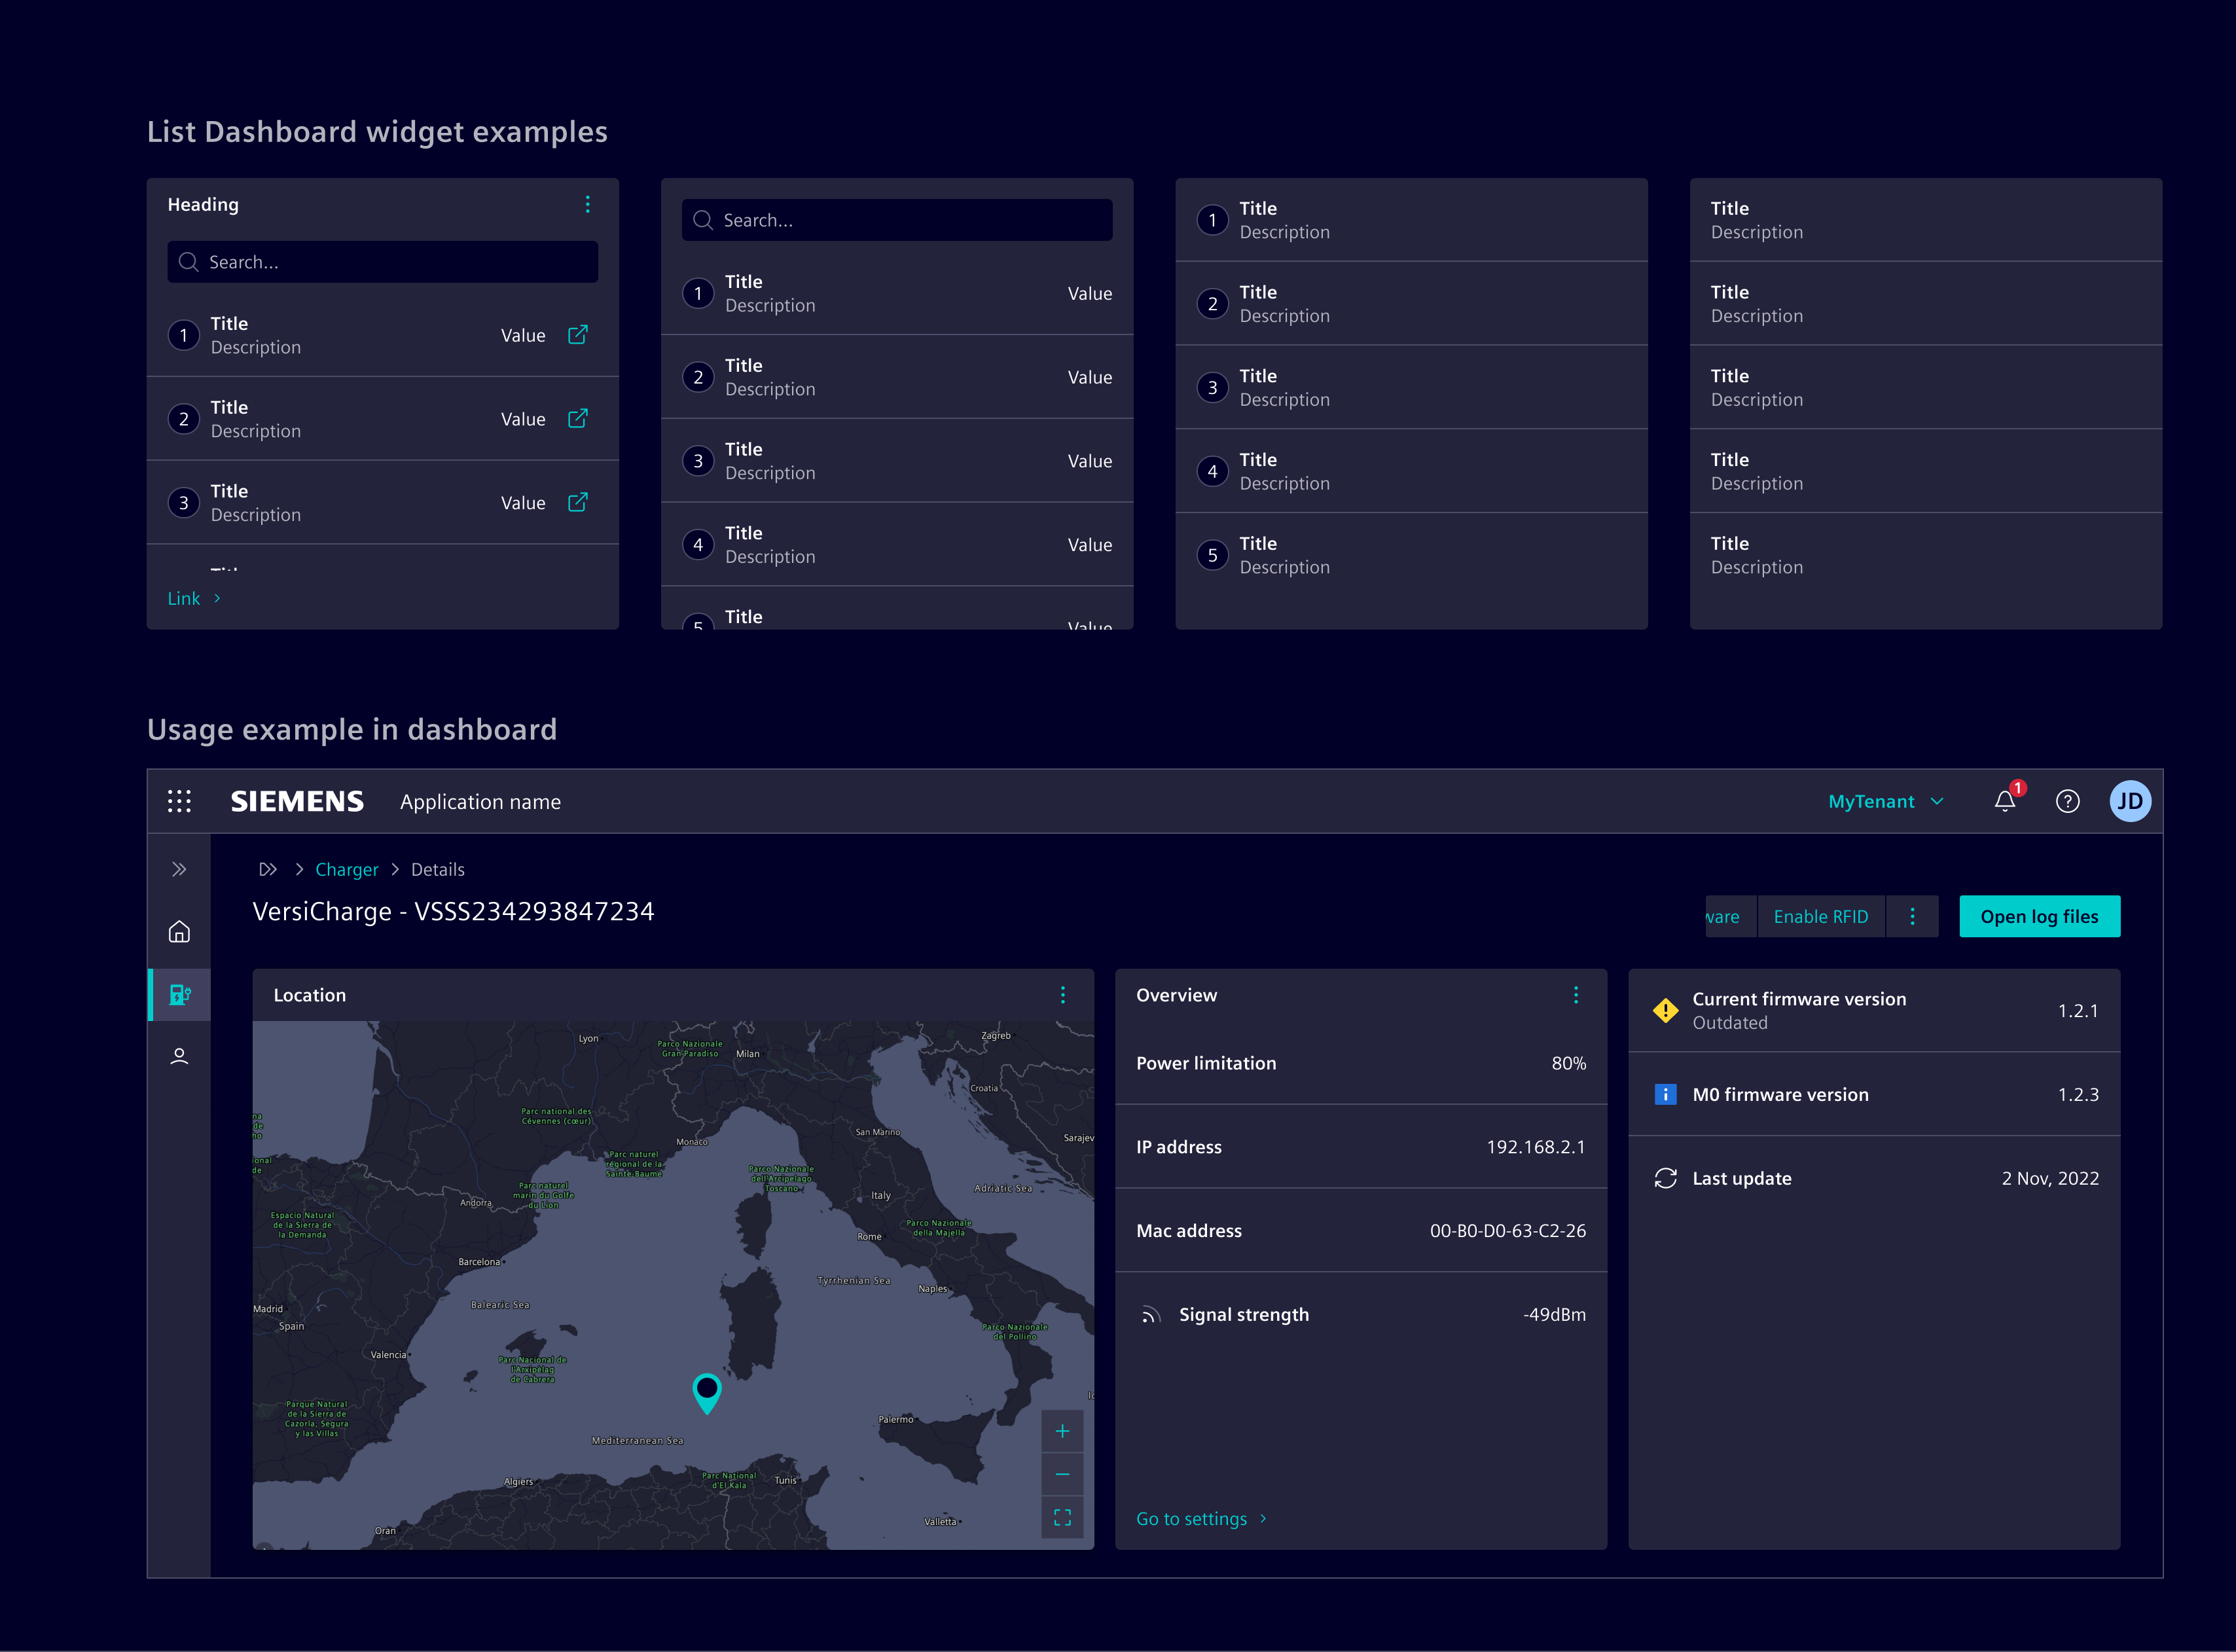 List Dashboard widget examples
Heading
Search...
1
Title
Description
Value
2
Title
Description
Value
3
Title
Description
Value
Link
Search...
1
Title
Description
Value
2
Title
Description
Value
3
Title
Description
Value
4
Title
Description
Value
5
Title
Value
1
Title
Description
2
Title
Description
3
Title
Description
4
Title
Description
5
Title
Description
Title
Description
Title
Description
Title
Description
Title
Description
Title
Description
Usage example in dashboard
SIEMENS
Application name
MyTenant
1
JD
Charger
Details
VersiCharge - VSSS234293847234
ware
Enable RFID
Open log files
Location
Lyon
Parc Nazionale
Gran Paradiso
Milan
Zagreb
Croatia
Parc national des
Cévennes (cœur)
Monaco
San Marino
Sarajev
Parc naturel
régional de la
Sainte-Baume
Parco Nazionale
dell'Arcipelago
Toscano
Parc naturel
marin du Golfe
du Lion
Andorra
Italy
Adriatic Sea
Espacio Natural
de la Sierra de
la Demanda
Rome
Parco Nazionale
della Majella
Barcelona
Tyrrhenian Sea
Naples
Balearic Sea
Madrid
Spain
Valencia
Parco Nazionale
del Pollino
Parc Nacional de
l'Arxipèlag
de Cabrera
Parque Natural
de la Sierra de
Cazorla, Segura
y las Villas
Palermo
Mediterranean Sea
Algiers
Parc National
d'El Kala
Tunis
Oran
Valletta
Overview
Power limitation
80%
IP address
192.168.2.1
Mac address
00-B0-D0-63-C2-26
Signal strength
-49dBm
Go to settings
Current firmware version
Outdated
1.2.1
M0 firmware version
1.2.3
Last update
2 Nov, 2022